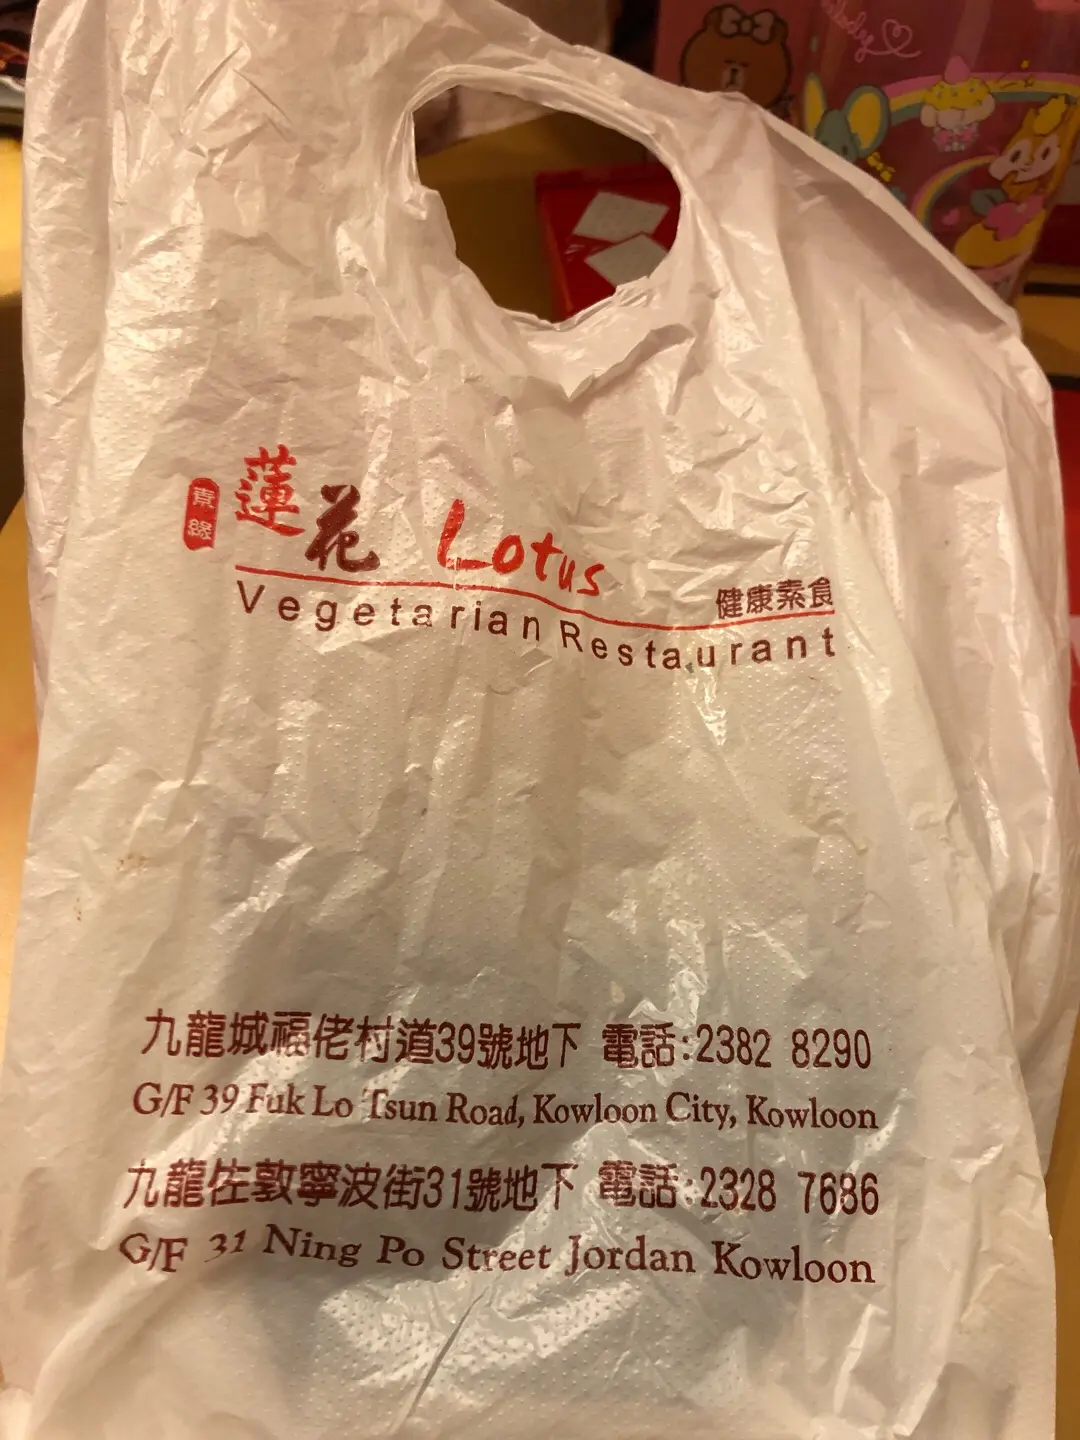 素緣
蓮花 Lotus
健康素食
Vegetarian Restaurant
九龍城福佬村道39號地下 電話:2382 8290
G/F 39 Fuk Lo Tsun Road, Kowloon City, Kowloon
九龍佐敦寧波街31號地下 電話:2328 7686
G/F 31 Ning Po Street Jordan Kowloon